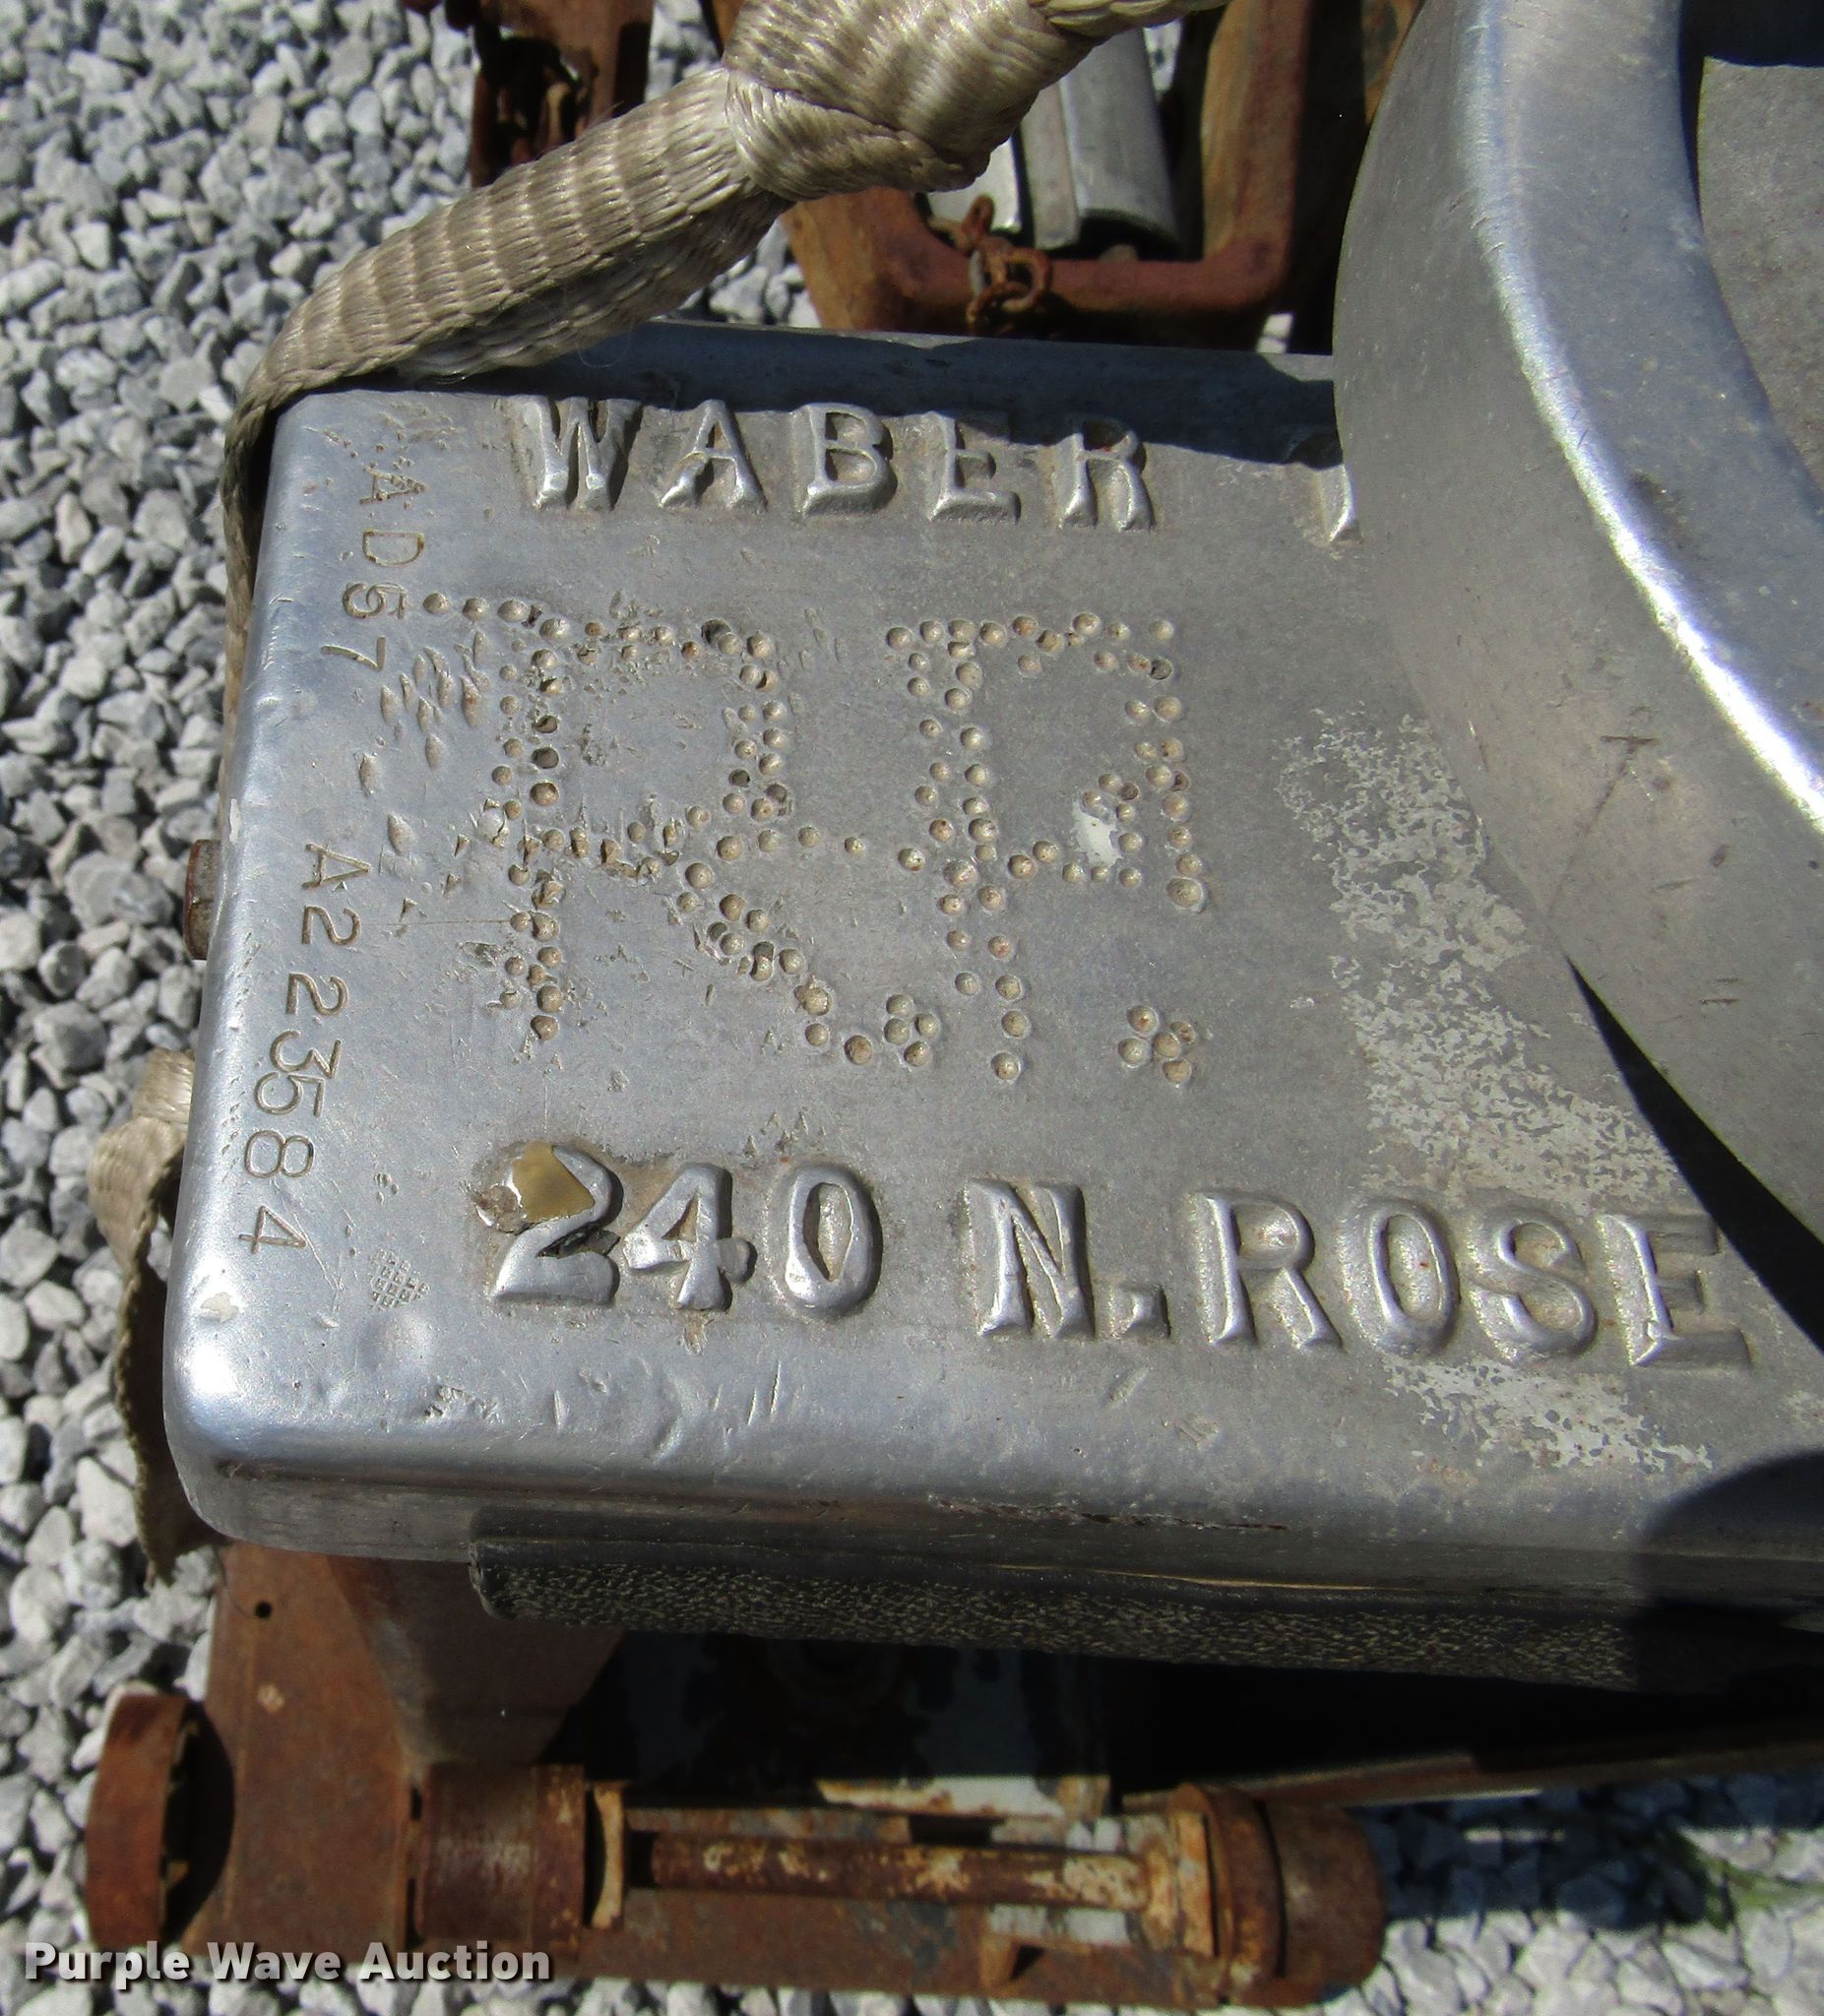 WABER
AD57-A223584
R.F.
240 N. ROSE
Purple Wave Auction